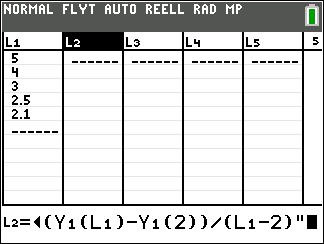 NORMAL FLYT AUTO REELL RAD MP
L1 L2 L3 L4 L5 5
5 ------ ------ ------ ------
4
3
2.5
2.1
------
L2=◄(Y1(L1)-Y1(2))/(L1-2)"